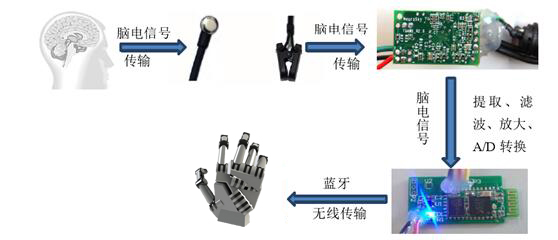 脑电信号
传输
脑电信号
传输
NeuroSky
脑电信号
提取、滤
波、放大、
A/D 转换
蓝牙
无线传输